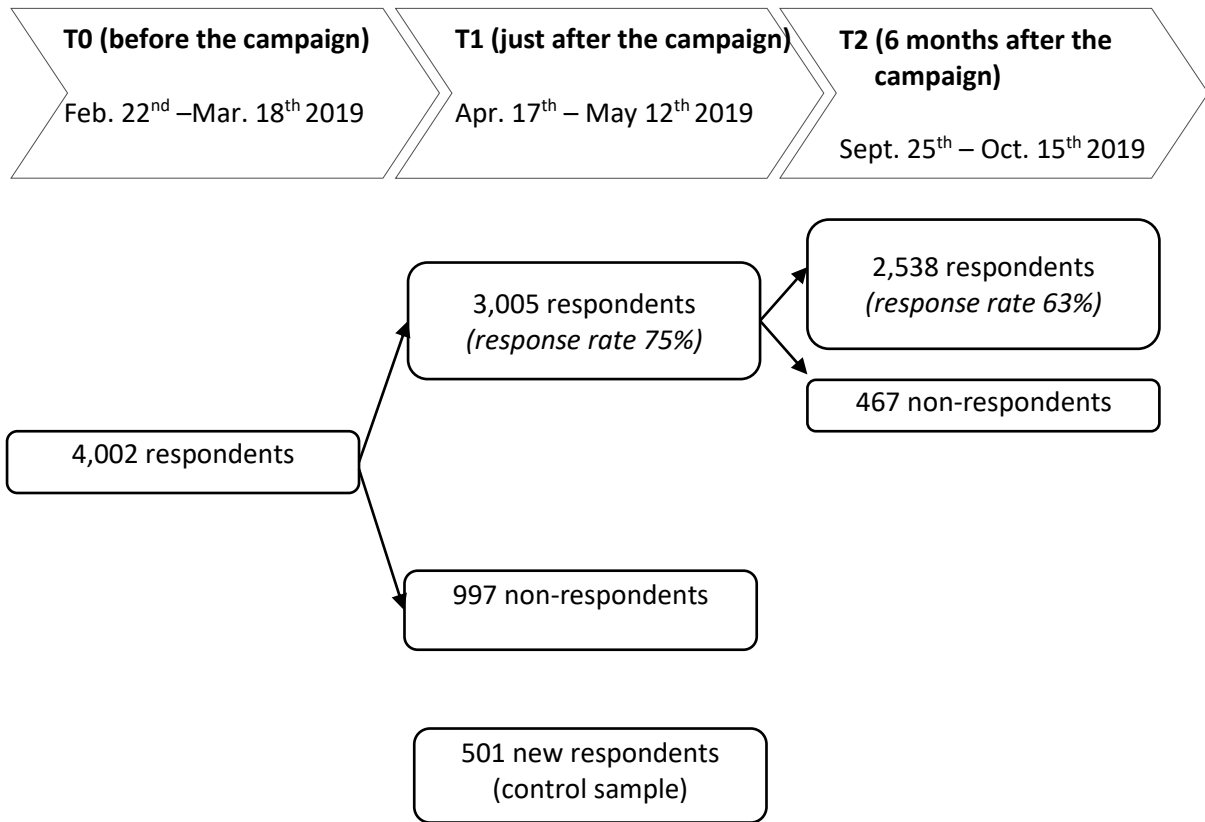 T0 (before the campaign)
Feb. 22nd –Mar. 18th 2019
T1 (just after the campaign)
Apr. 17th – May 12th 2019
T2 (6 months after the
campaign)
Sept. 25th – Oct. 15th 2019
4,002 respondents
3,005 respondents
(response rate 75%)
997 non-respondents
501 new respondents
(control sample)
2,538 respondents
(response rate 63%)
467 non-respondents